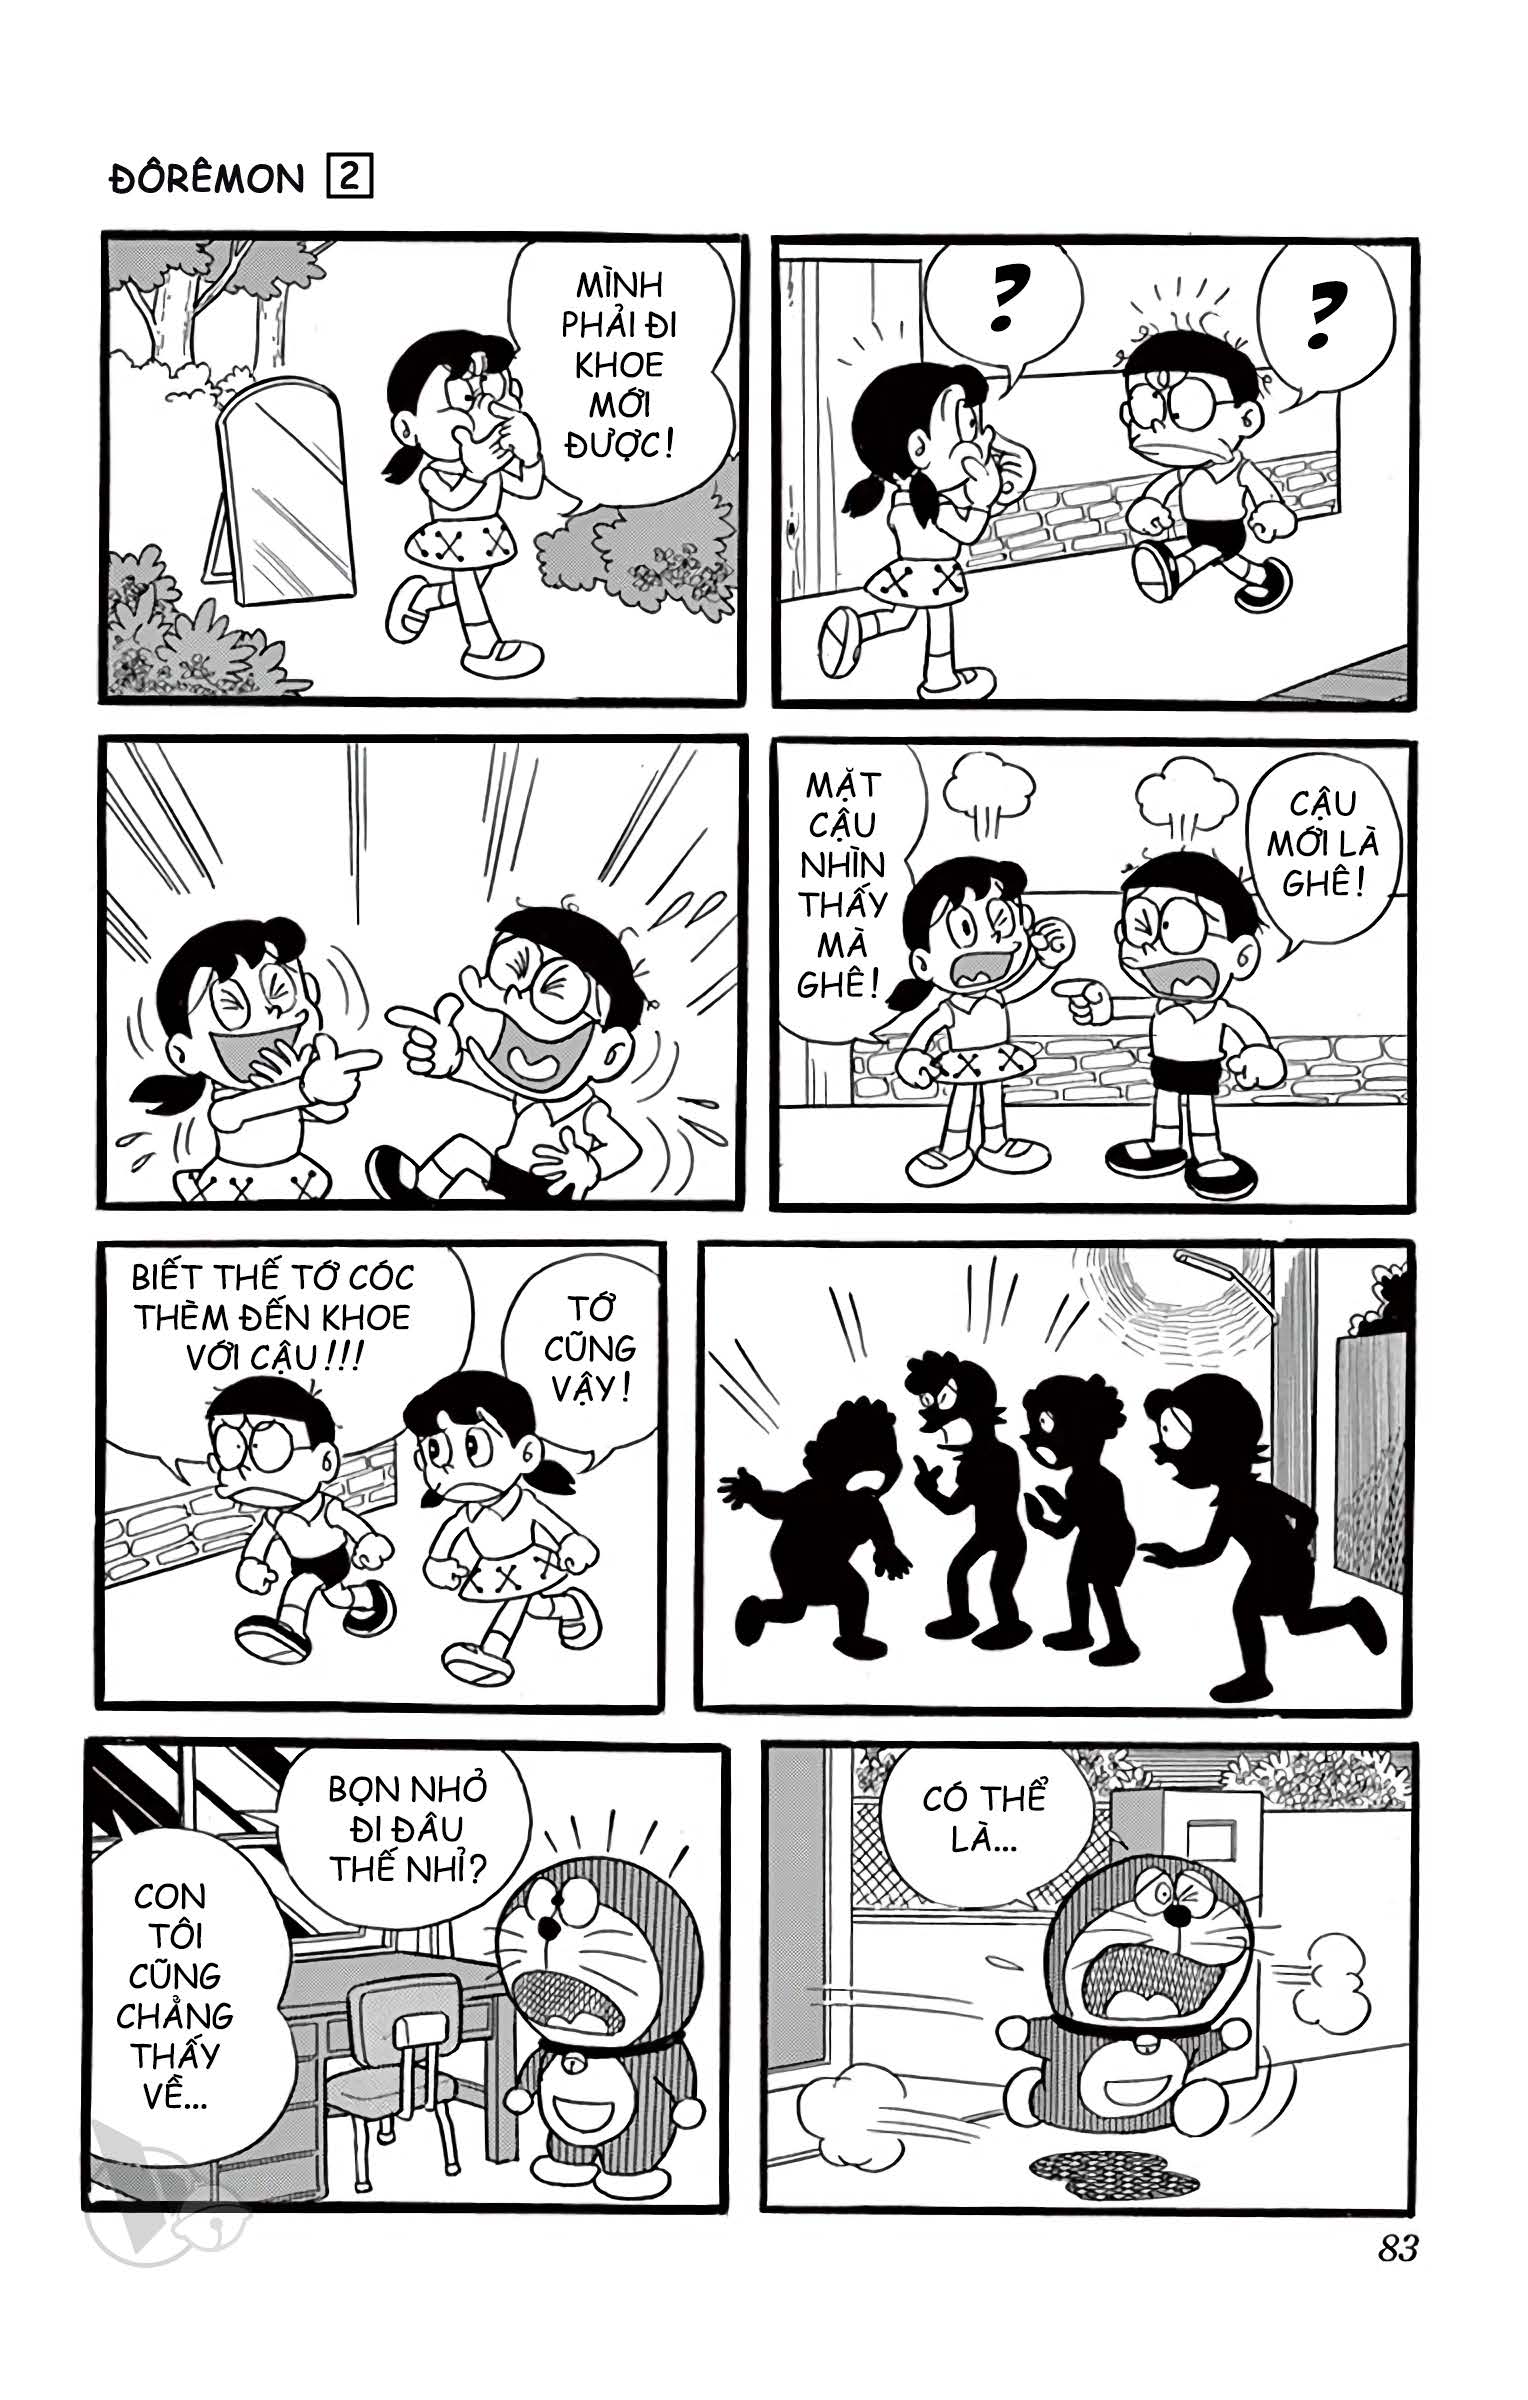 ĐÔRÊMON 2
MÌNH
PHẢI ĐI
KHOE
MỚI
ĐƯỢC!
?
?
MẶT
CẬU
NHÌN
THẤY
MÀ
GHÊ!
CẬU
MỚI LÀ
GHÊ!
BIẾT THẾ TỚ CÓC
THÈM ĐẾN KHOE
VỚI CẬU!!!
TỚ
CŨNG
VẬY!
BỌN NHỎ
ĐI ĐÂU
THẾ NHỈ?
CON
TÔI
CŨNG
CHẲNG
THẤY
VỀ...
CÓ THỂ
LÀ...
83